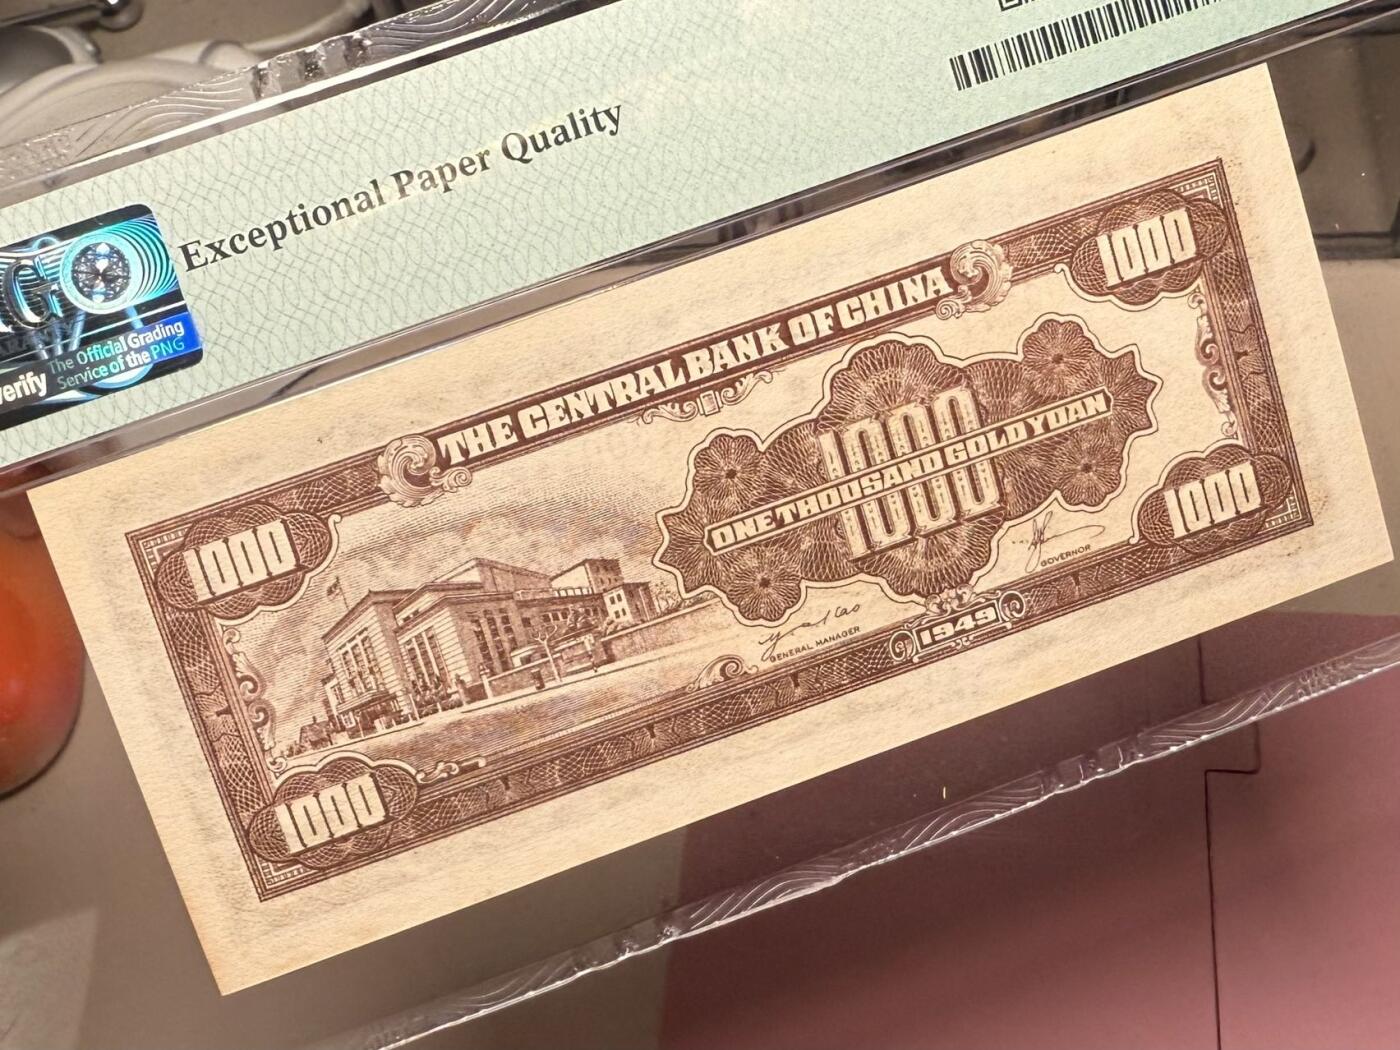 Exceptional Paper Quality
The Official Grading
Service of the PNG
THE CENTRAL BANK OF CHINA
1000
1000
1000
ONE THOUSAND GOLD YUAN
GOVERNOR
GENERAL MANAGER
1949
1000
1000